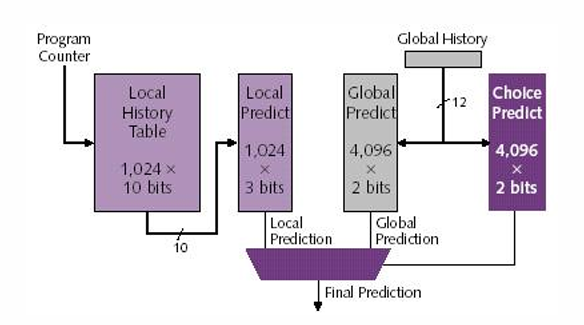 Program
Counter
Global History
Local
History
Table
1,024 ×
10 bits
Local
Predict
1,024
×
3 bits
Global
Predict
4,096
×
2 bits
12
Choice
Predict
4,096
×
2 bits
10
Local
Prediction
Global
Prediction
Final Prediction